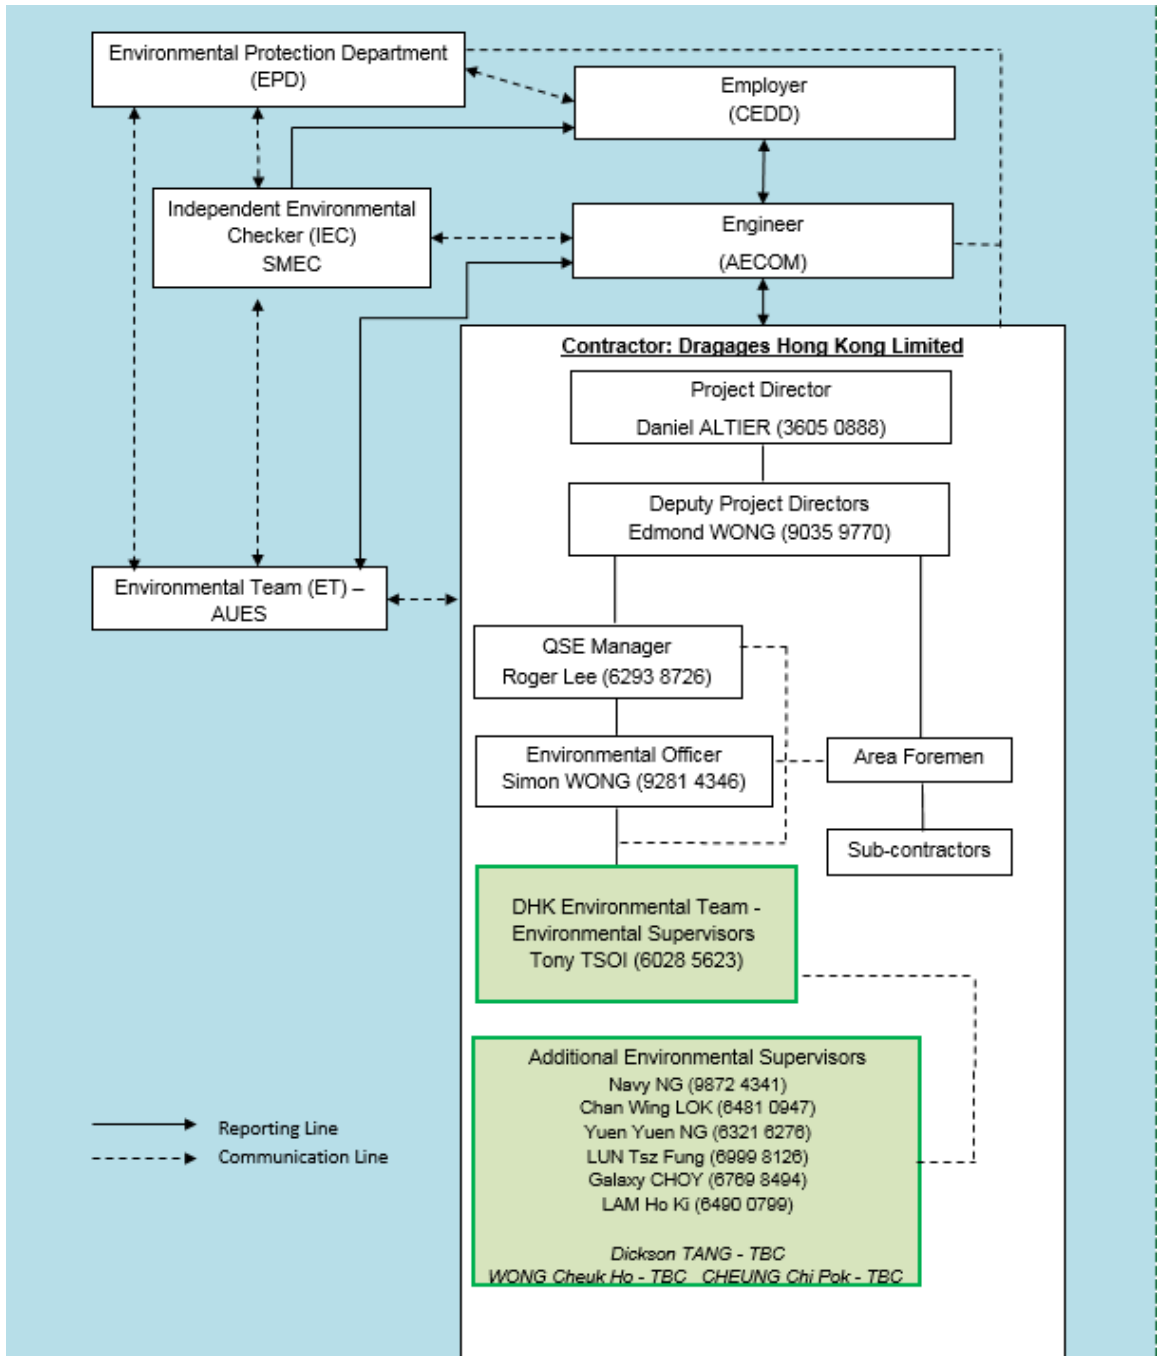 Environmental Protection Department
(EPD)
Employer
(CEDD)
Independent Environmental
Checker (IEC)
SMEC
Engineer
(AECOM)
Contractor: Dragages Hong Kong Limited
Project Director
Daniel ALTIER (3605 0888)
Deputy Project Directors
Edmond WONG (9035 9770)
Environmental Team (ET) –
AUES
QSE Manager
Roger Lee (6293 8726)
Environmental Officer
Simon WONG (9281 4346)
Area Foremen
Sub-contractors
DHK Environmental Team -
Environmental Supervisors
Tony TSOI (6028 5623)
Additional Environmental Supervisors
Navy NG (9872 4341)
Chan Wing LOK (6481 0947)
Yuen Yuen NG (6321 6276)
LUN Tsz Fung (6999 8126)
Galaxy CHOY (6769 8494)
LAM Ho Ki (6490 0799)
Dickson TANG - TBC
WONG Cheuk Ho - TBC CHEUNG Chi Pok - TBC
Reporting Line
Communication Line